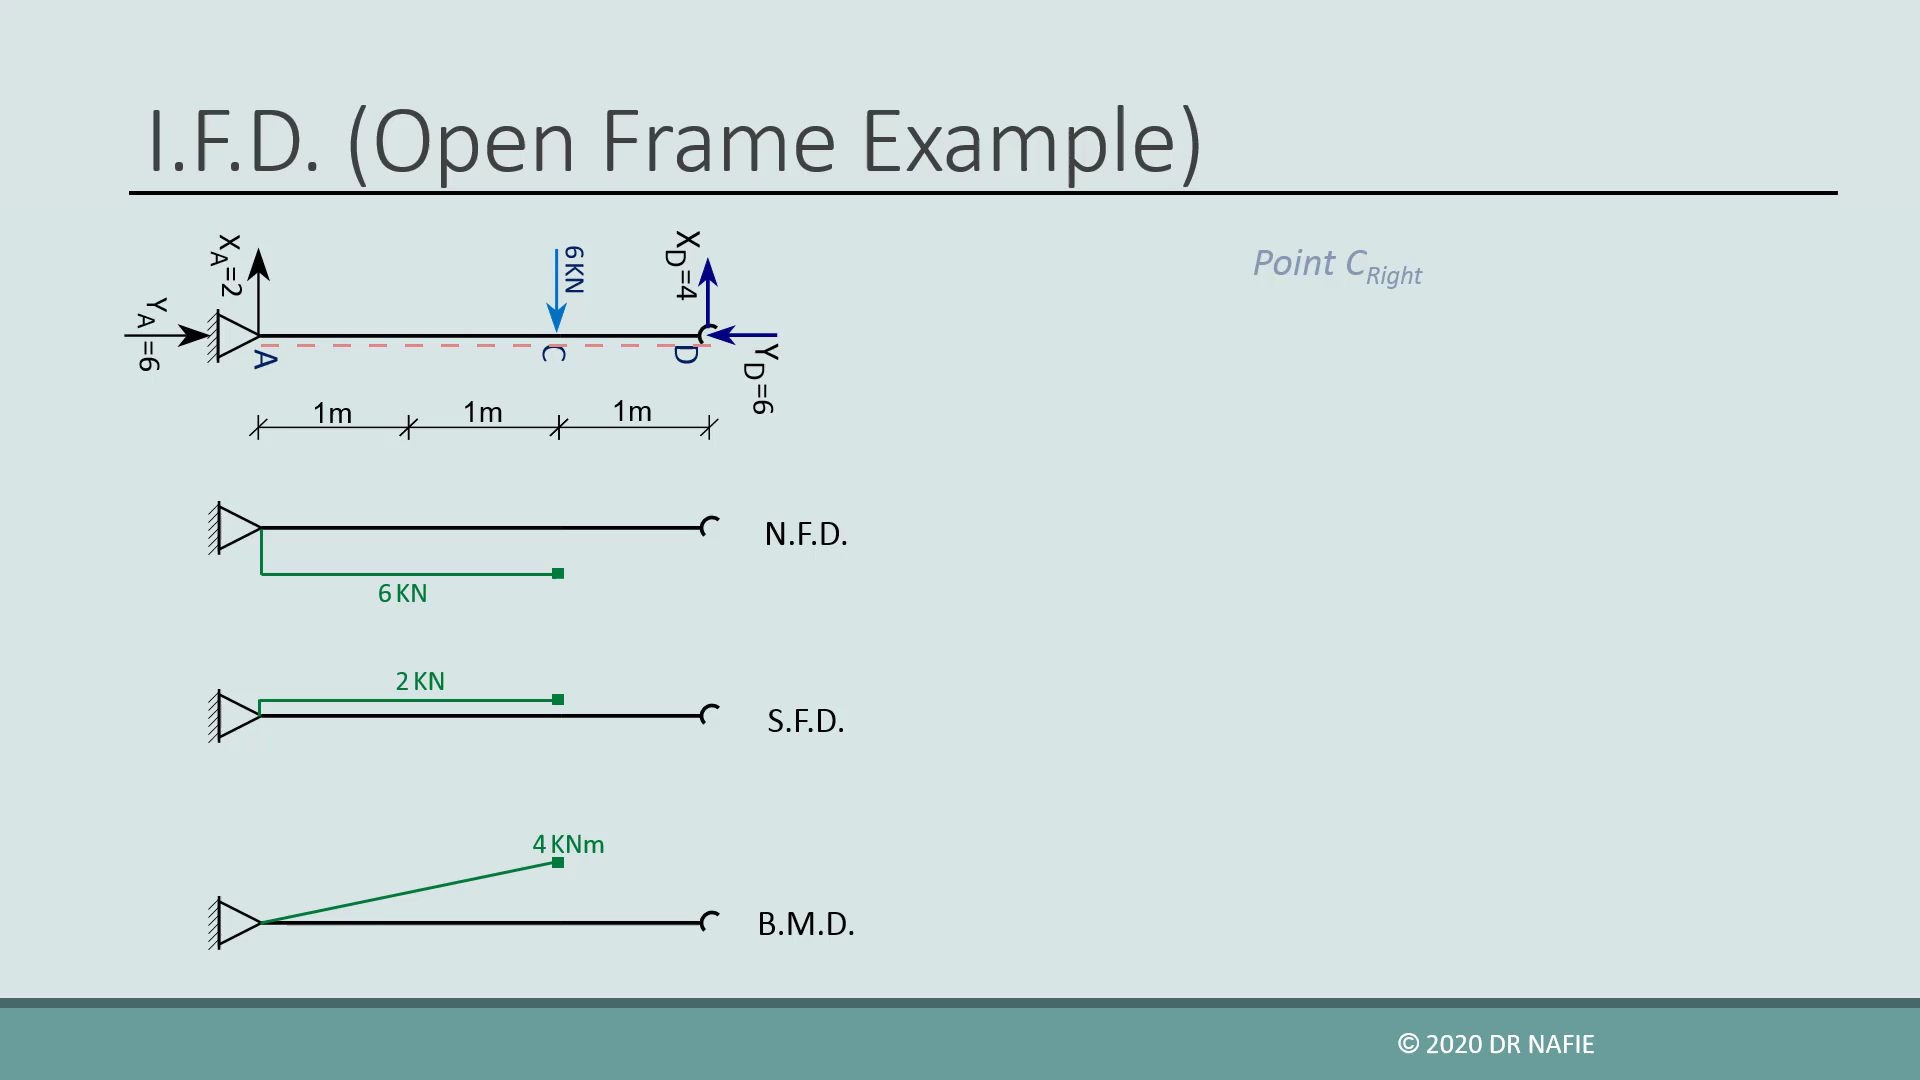 I.F.D. (Open Frame Example)
X_A=2
Y_A=6
6 KN
X_D=4
Y_D=6
Point C_Right
A
C
D
1m 1m 1m
N.F.D.
6 KN
2 KN
S.F.D.
4 KNm
B.M.D.
© 2020 DR NAFIE